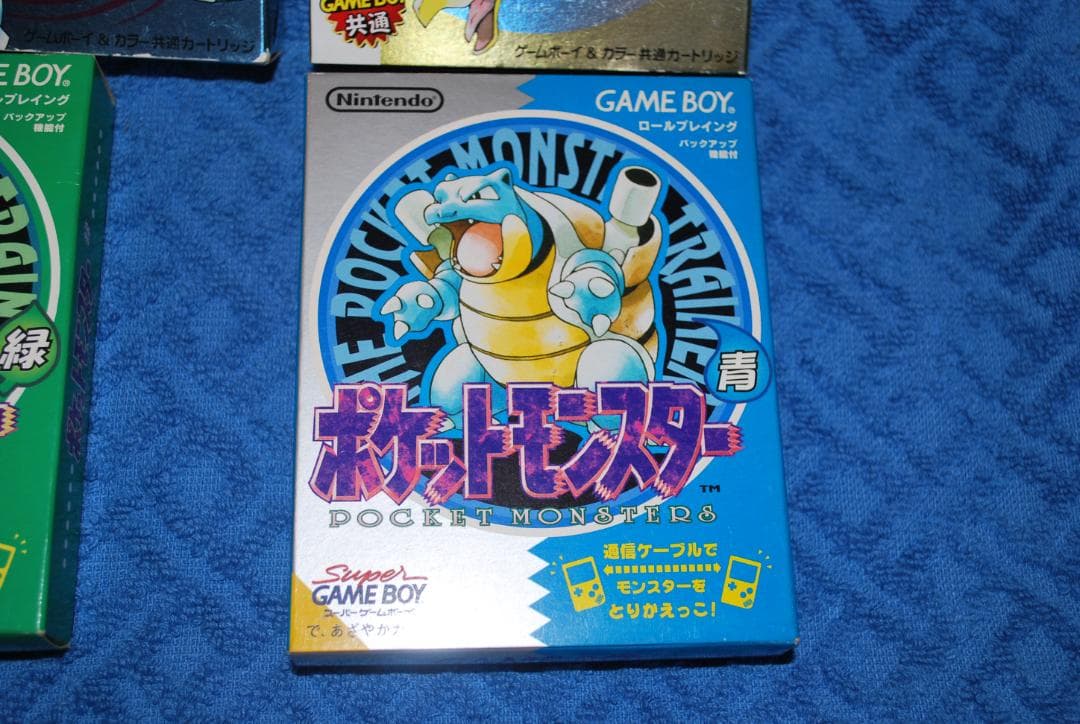 GAME BOY
共通
ゲームボーイ & カラー 共通カートリッジ
ゲームボーイ & カラー 共通カートリッジ
E BOY®
ルプレイング
バックアップ
機能付
TRAIN
緑
Nintendo®
GAME BOY®
ロールプレイング
バックアップ
機能付
THE POCKET MONSTER TRAINER
青
ポケットモンスター
TM
POCKET MONSTERS
通信ケーブルで
モンスターを
とりかえっこ!
Super
GAME BOY
スーパーゲームボーイ
で、あざやか